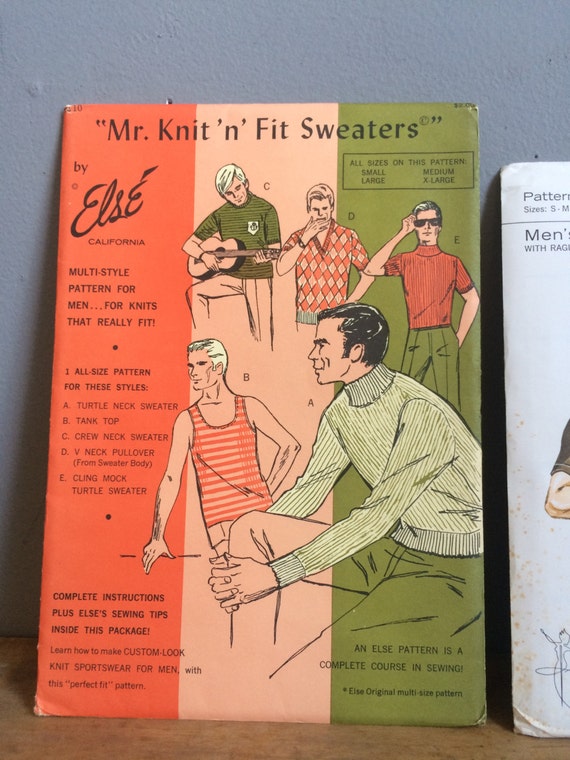 "Mr. Knit 'n' Fit Sweaters©"
by
© Elsé
CALIFORNIA
ALL SIZES ON THIS PATTERN:
SMALL MEDIUM
LARGE X-LARGE
C
D
E
B
A
MULTI-STYLE
PATTERN FOR
MEN...FOR KNITS
THAT REALLY FIT!
1 ALL-SIZE PATTERN
FOR THESE STYLES:
A. TURTLE NECK SWEATER
B. TANK TOP
C. CREW NECK SWEATER
D. V NECK PULLOVER
(From Sweater Body)
E. CLING MOCK
TURTLE SWEATER
COMPLETE INSTRUCTIONS
PLUS ELSE'S SEWING TIPS
INSIDE THIS PACKAGE!
Learn how to make CUSTOM-LOOK
KNIT SPORTSWEAR FOR MEN, with
this "perfect fit" pattern.
AN ELSE PATTERN IS A
COMPLETE COURSE IN SEWING!
* Else Original multi-size pattern
Pattern
Sizes: S - M
Men's
WITH RAGL